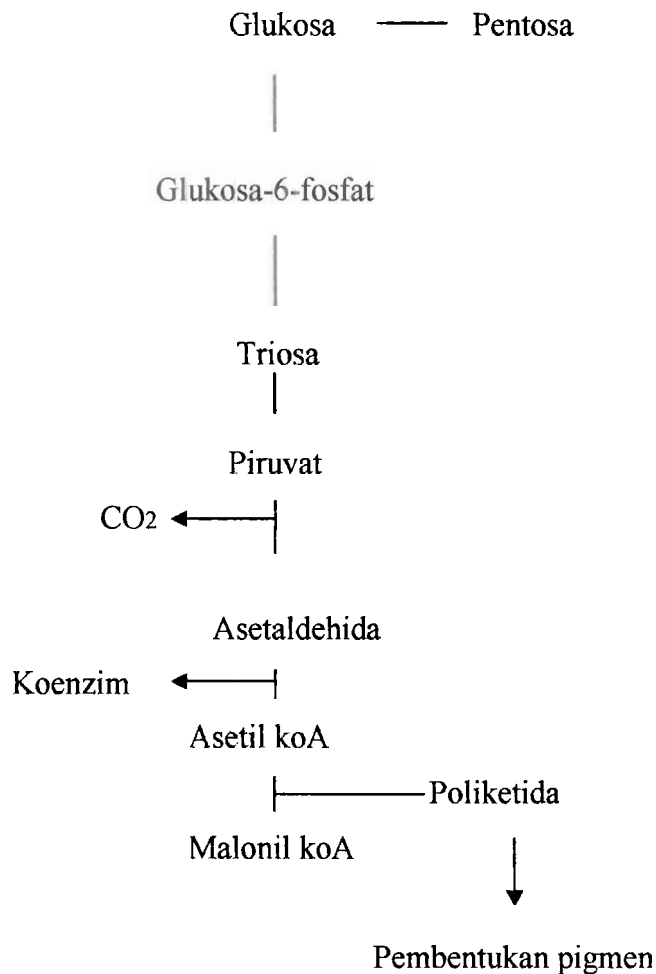 Glukosa Pentosa
Glukosa-6-fosfat
Triosa
Piruvat
CO2
Asetaldehida
Koenzim
Asetil koA
Poliketida
Malonil koA
Pembentukan pigmen